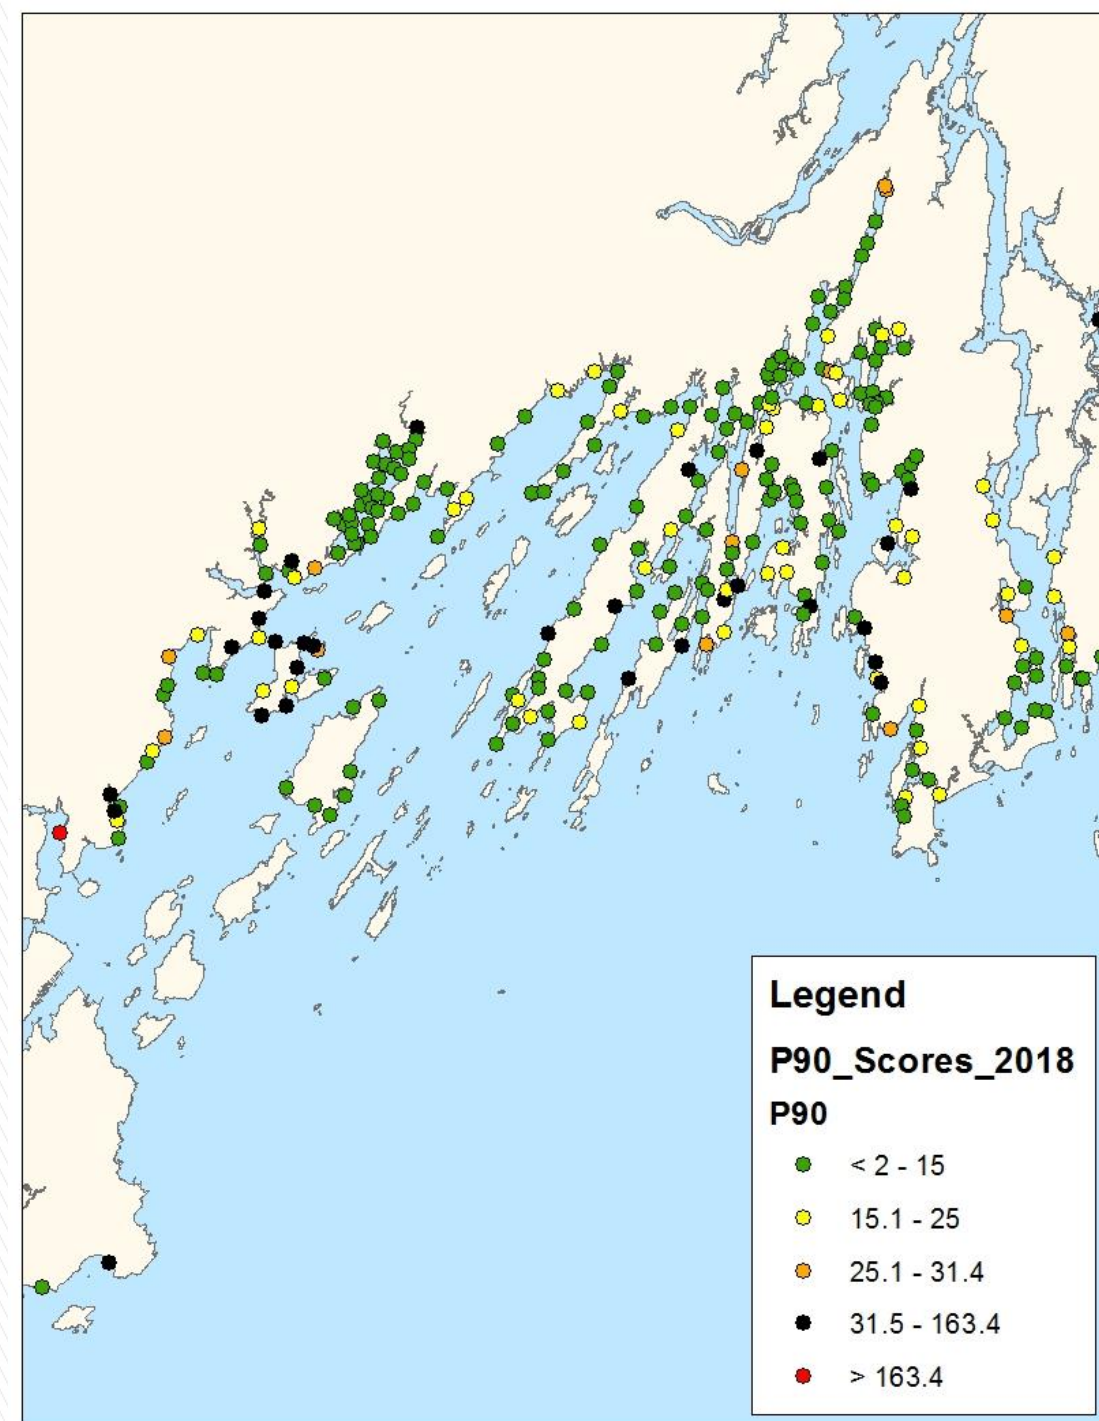 Legend
P90_Scores_2018
P90
< 2 - 15
15.1 - 25
25.1 - 31.4
31.5 - 163.4
> 163.4